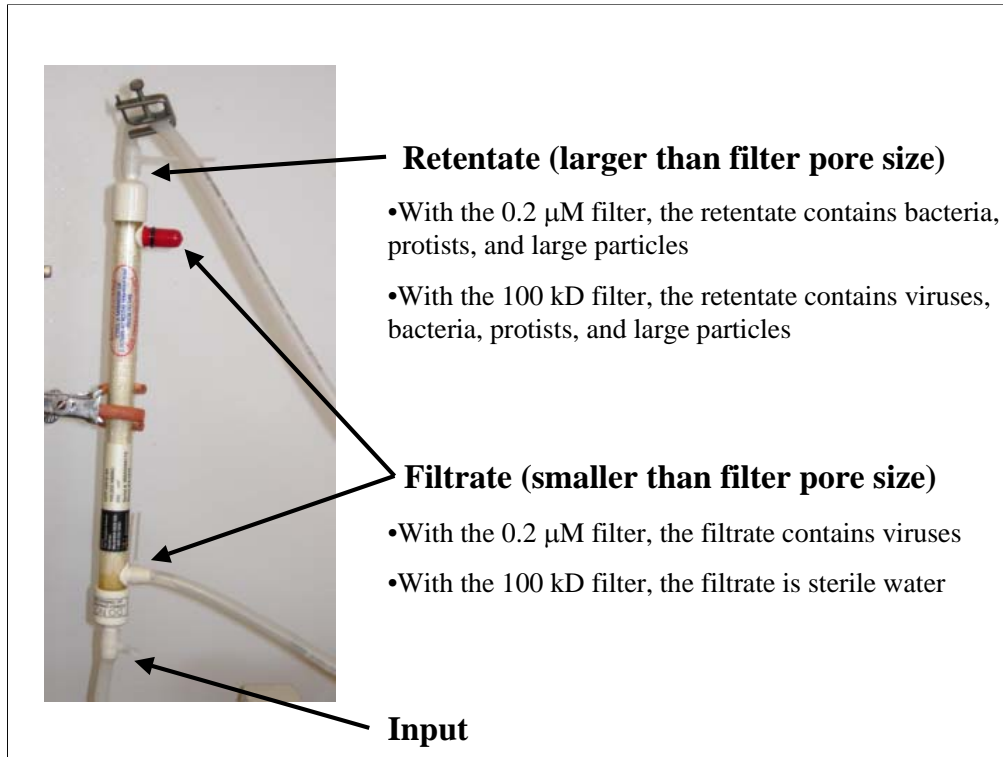 Retentate (larger than filter pore size)
•With the 0.2 μM filter, the retentate contains bacteria,
protists, and large particles
•With the 100 kD filter, the retentate contains viruses,
bacteria, protists, and large particles
Filtrate (smaller than filter pore size)
•With the 0.2 μM filter, the filtrate contains viruses
•With the 100 kD filter, the filtrate is sterile water
Input